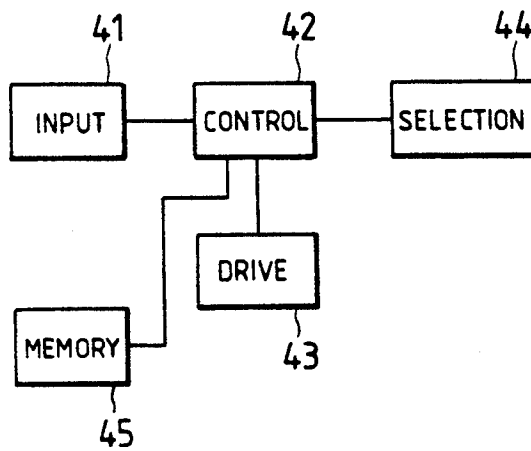 41 42 44
INPUT CONTROL SELECTION
DRIVE
MEMORY 43
45